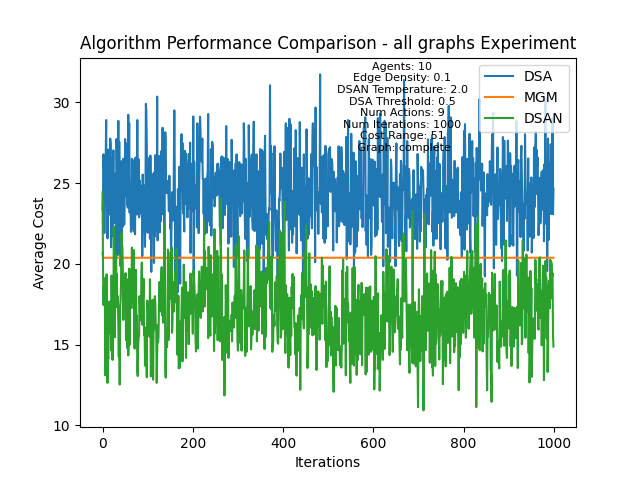 Algorithm Performance Comparison - all graphs Experiment
Agents: 10
Edge Density: 0.1
DSAN Temperature: 2.0
DSA Threshold: 0.5
Num Actions: 9
Num Iterations: 1000
Cost Range: 51
Graph: complete
DSA
MGM
DSAN
Average Cost
30
25
20
15
10
0
200
400
600
800
1000
Iterations